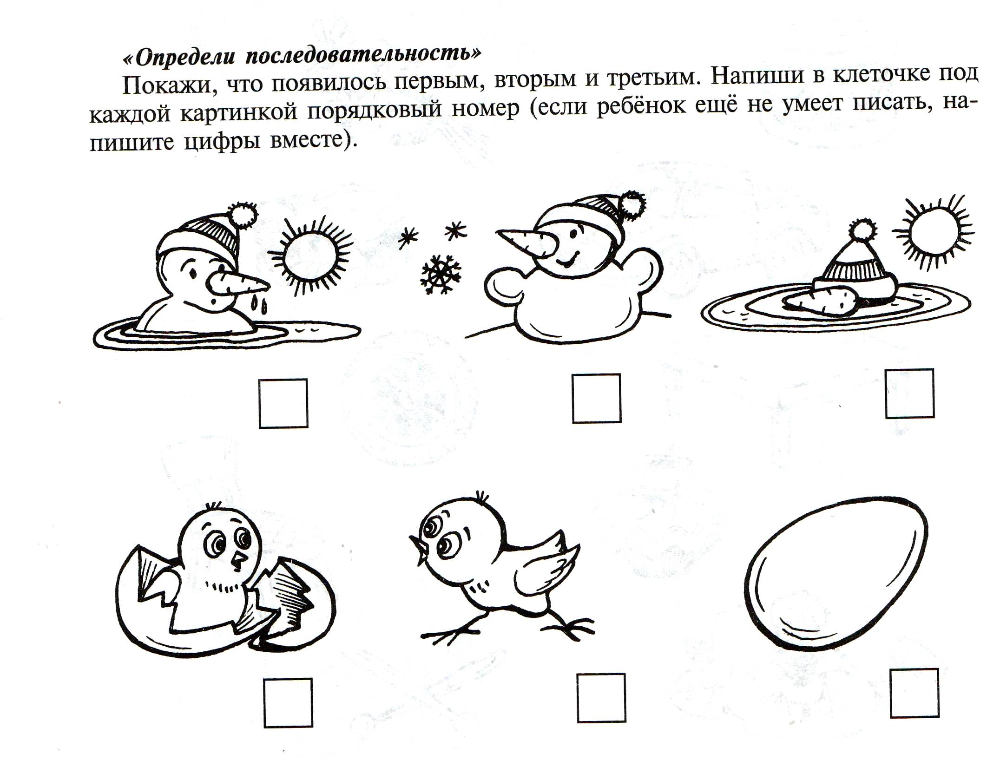 «Определи последовательность»
Покажи, что появилось первым, вторым и третьим. Напиши в клеточке под
каждой картинкой порядковый номер (если ребёнок ещё не умеет писать, на-
пишите цифры вместе).